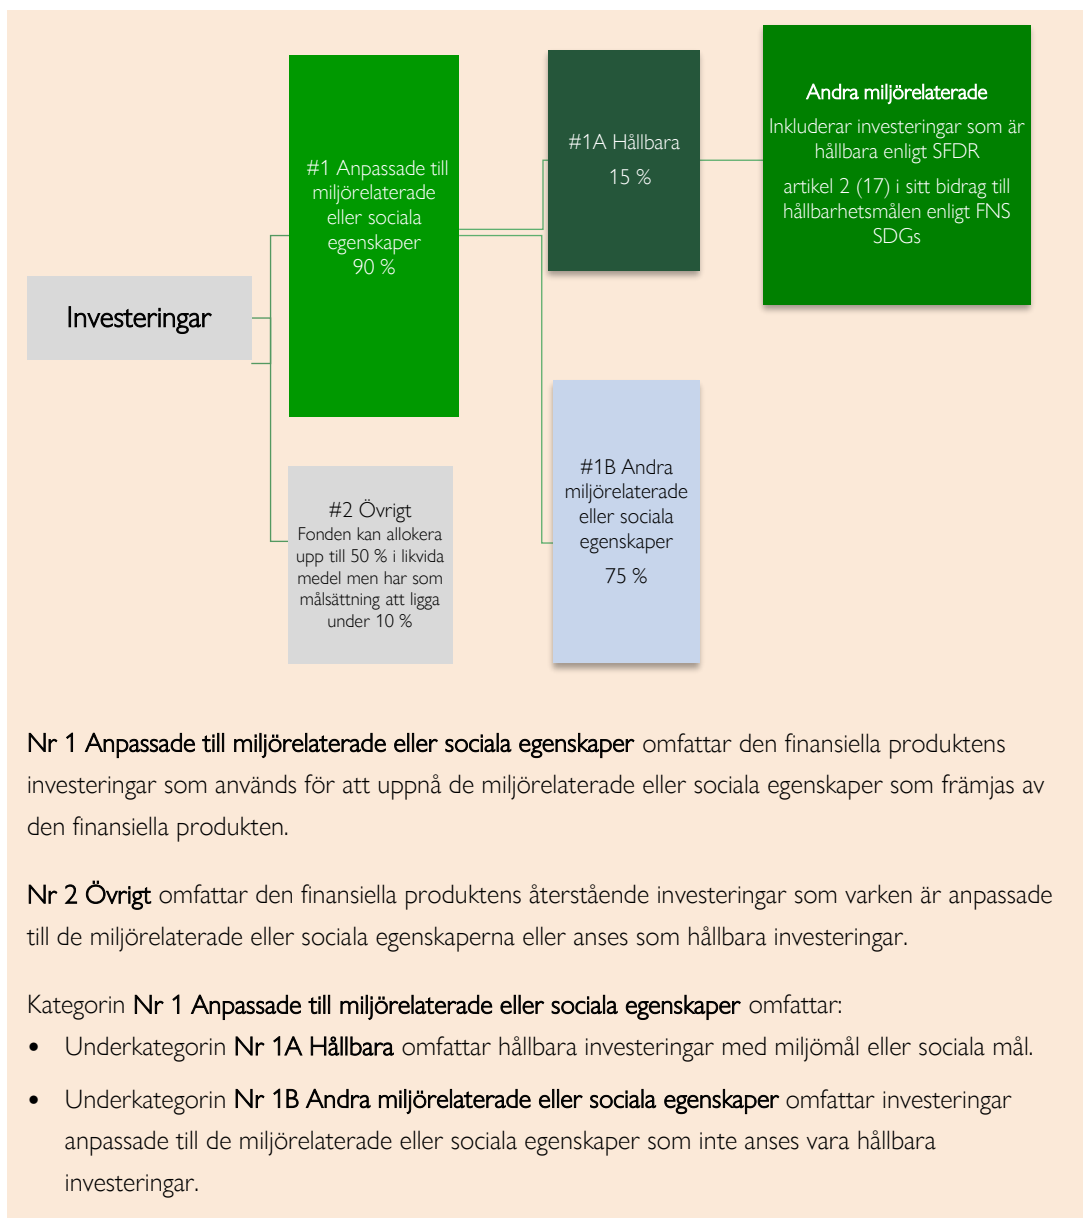 Andra miljörelaterade
Inkluderar investeringar som är
hållbara enligt SFDR
artikel 2 (17) i sitt bidrag till
hållbarhetsmålen enligt FNS
SDGs
#1A Hållbara
15 %
#1 Anpassade till
miljörelaterade
eller sociala
egenskaper
90 %
Investeringar
#2 Övrigt
Fonden kan allokera
upp till 50 % i likvida
medel men har som
målsättning att ligga
under 10 %
#1B Andra
miljörelaterade
eller sociala
egenskaper
75 %
Nr 1 Anpassade till miljörelaterade eller sociala egenskaper omfattar den finansiella produktens
investeringar som används för att uppnå de miljörelaterade eller sociala egenskaper som främjas av
den finansiella produkten.
Nr 2 Övrigt omfattar den finansiella produktens återstående investeringar som varken är anpassade
till de miljörelaterade eller sociala egenskaperna eller anses som hållbara investeringar.
Kategorin Nr 1 Anpassade till miljörelaterade eller sociala egenskaper omfattar:
• Underkategorin Nr 1A Hållbara omfattar hållbara investeringar med miljömål eller sociala mål.
• Underkategorin Nr 1B Andra miljörelaterade eller sociala egenskaper omfattar investeringar
anpassade till de miljörelaterade eller sociala egenskaper som inte anses vara hållbara
investeringar.